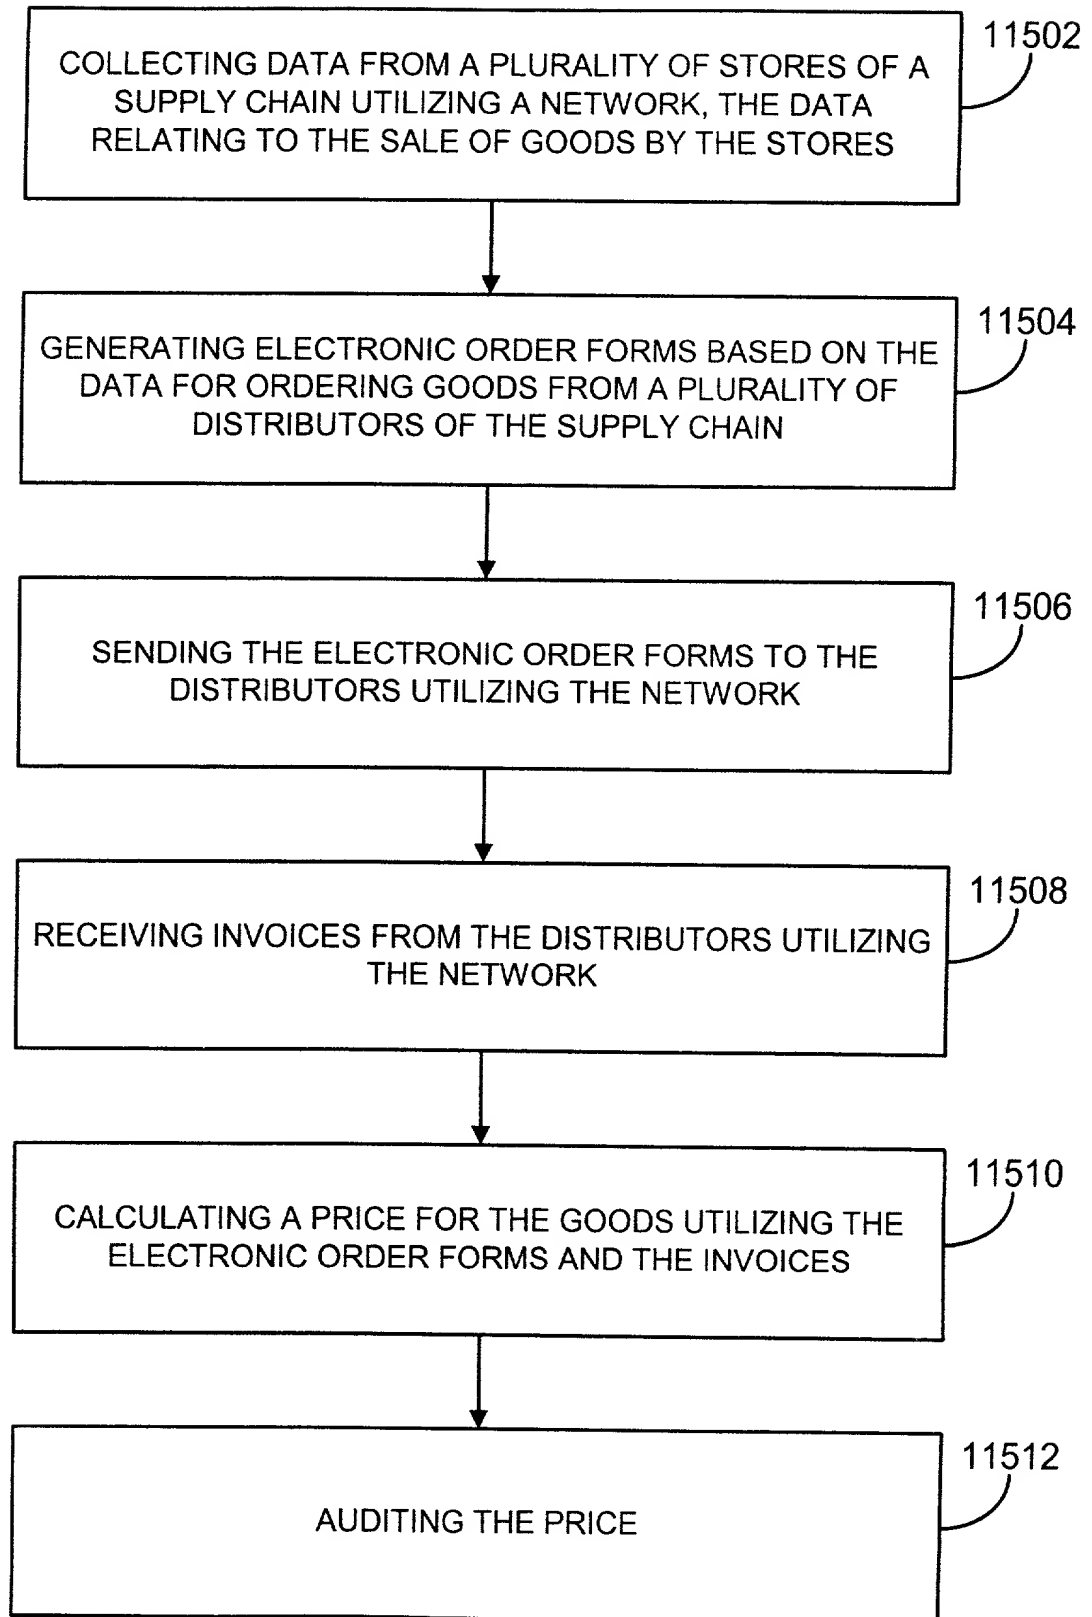 11502
COLLECTING DATA FROM A PLURALITY OF STORES OF A
SUPPLY CHAIN UTILIZING A NETWORK, THE DATA
RELATING TO THE SALE OF GOODS BY THE STORES
11504
GENERATING ELECTRONIC ORDER FORMS BASED ON THE
DATA FOR ORDERING GOODS FROM A PLURALITY OF
DISTRIBUTORS OF THE SUPPLY CHAIN
11506
SENDING THE ELECTRONIC ORDER FORMS TO THE
DISTRIBUTORS UTILIZING THE NETWORK
11508
RECEIVING INVOICES FROM THE DISTRIBUTORS UTILIZING
THE NETWORK
11510
CALCULATING A PRICE FOR THE GOODS UTILIZING THE
ELECTRONIC ORDER FORMS AND THE INVOICES
11512
AUDITING THE PRICE